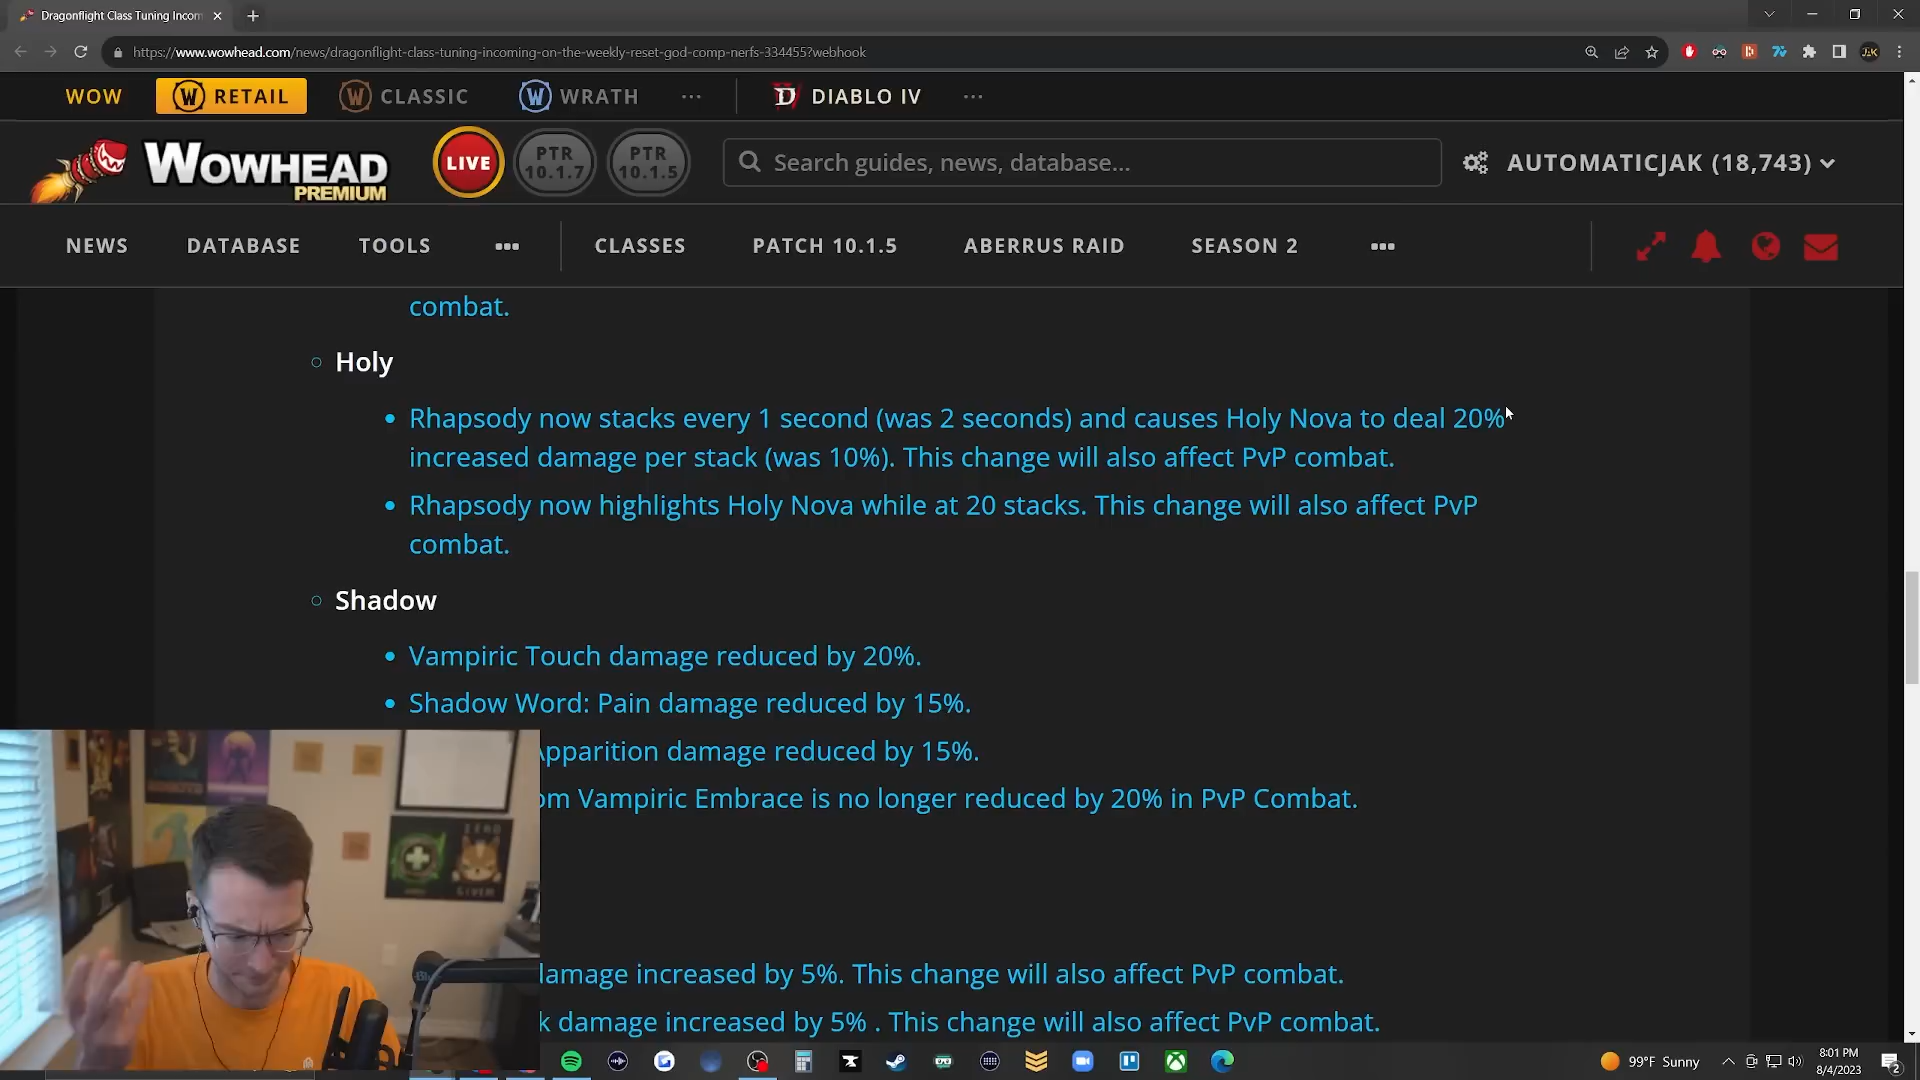 Dragonflight Class Tuning Incom
https://www.wowhead.com/news/dragonflight-class-tuning-incoming-on-the-weekly-reset-god-comp-nerfs-334455?webhook
WOW RETAIL CLASSIC WRATH ... DIABLO IV ...
WOWHEAD PREMIUM
LIVE
PTR 10.1.7
PTR 10.1.5
Search guides, news, database...
AUTOMATICJAK (18,743)
NEWS DATABASE TOOLS ... CLASSES PATCH 10.1.5 ABERRUS RAID SEASON 2 ...
combat.
Holy
Rhapsody now stacks every 1 second (was 2 seconds) and causes Holy Nova to deal 20%
increased damage per stack (was 10%). This change will also affect PvP combat.
Rhapsody now highlights Holy Nova while at 20 stacks. This change will also affect PvP
combat.
Shadow
Vampiric Touch damage reduced by 20%.
Shadow Word: Pain damage reduced by 15%.
Apparition damage reduced by 15%.
om Vampiric Embrace is no longer reduced by 20% in PvP Combat.
damage increased by 5%. This change will also affect PvP combat.
k damage increased by 5% . This change will also affect PvP combat.
99°F Sunny
8:01 PM
8/4/2023